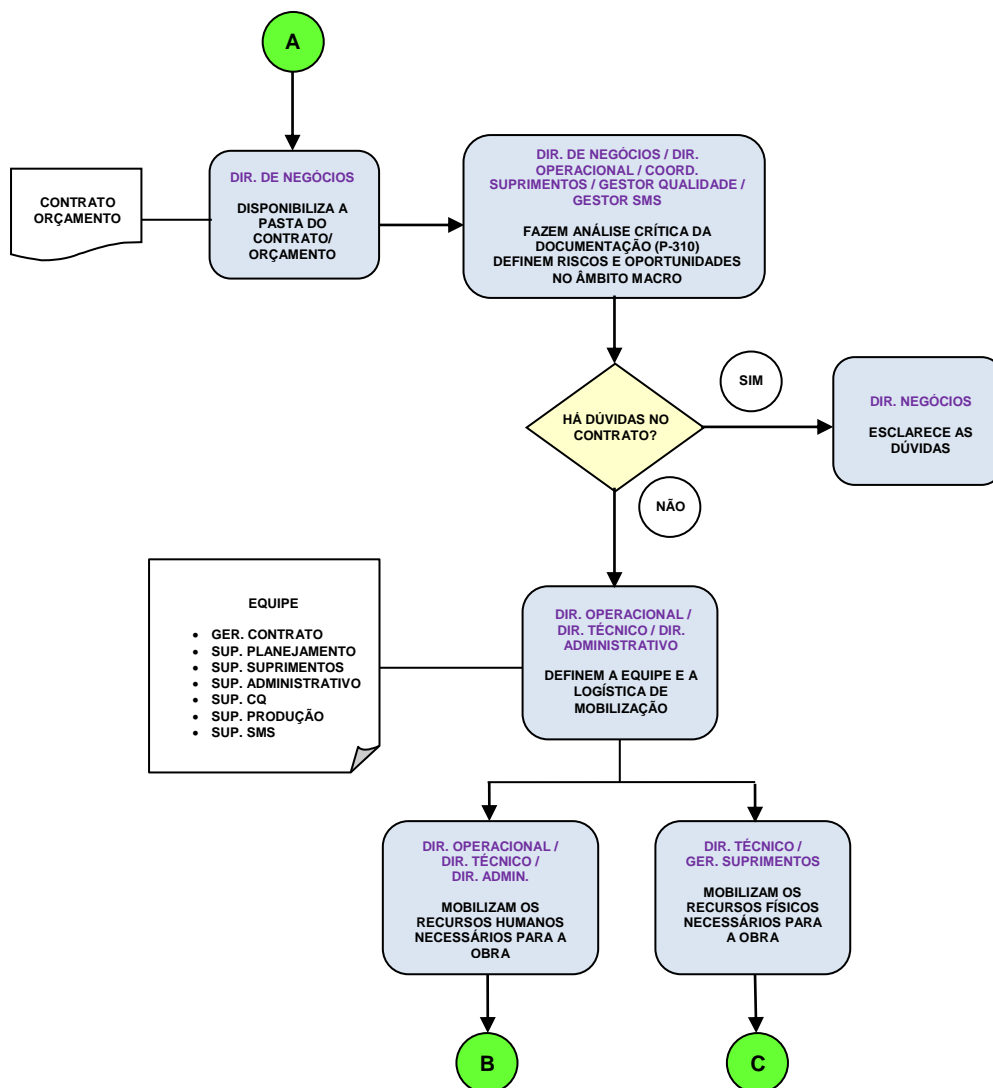 A
CONTRATO
ORÇAMENTO
DIR. DE NEGÓCIOS
DISPONIBILIZA A
PASTA DO
CONTRATO/
ORÇAMENTO
DIR. DE NEGÓCIOS / DIR.
OPERACIONAL / COORD.
SUPRIMENTOS / GESTOR QUALIDADE /
GESTOR SMS
FAZEM ANÁLISE CRÍTICA DA
DOCUMENTAÇÃO (P-310)
DEFINEM RISCOS E OPORTUNIDADES
NO ÂMBITO MACRO
HÁ DÚVIDAS NO
CONTRATO?
SIM
DIR. NEGÓCIOS
ESCLARECE AS
DÚVIDAS
NÃO
EQUIPE
• GER. CONTRATO
• SUP. PLANEJAMENTO
• SUP. SUPRIMENTOS
• SUP. ADMINISTRATIVO
• SUP. CQ
• SUP. PRODUÇÃO
• SUP. SMS
DIR. OPERACIONAL /
DIR. TÉCNICO / DIR.
ADMINISTRATIVO
DEFINEM A EQUIPE E A
LOGÍSTICA DE
MOBILIZAÇÃO
DIR. OPERACIONAL /
DIR. TÉCNICO /
DIR. ADMIN.
MOBILIZAM OS
RECURSOS HUMANOS
NECESSÁRIOS PARA A
OBRA
DIR. TÉCNICO /
GER. SUPRIMENTOS
MOBILIZAM OS
RECURSOS FÍSICOS
NECESSÁRIOS PARA
A OBRA
B
C